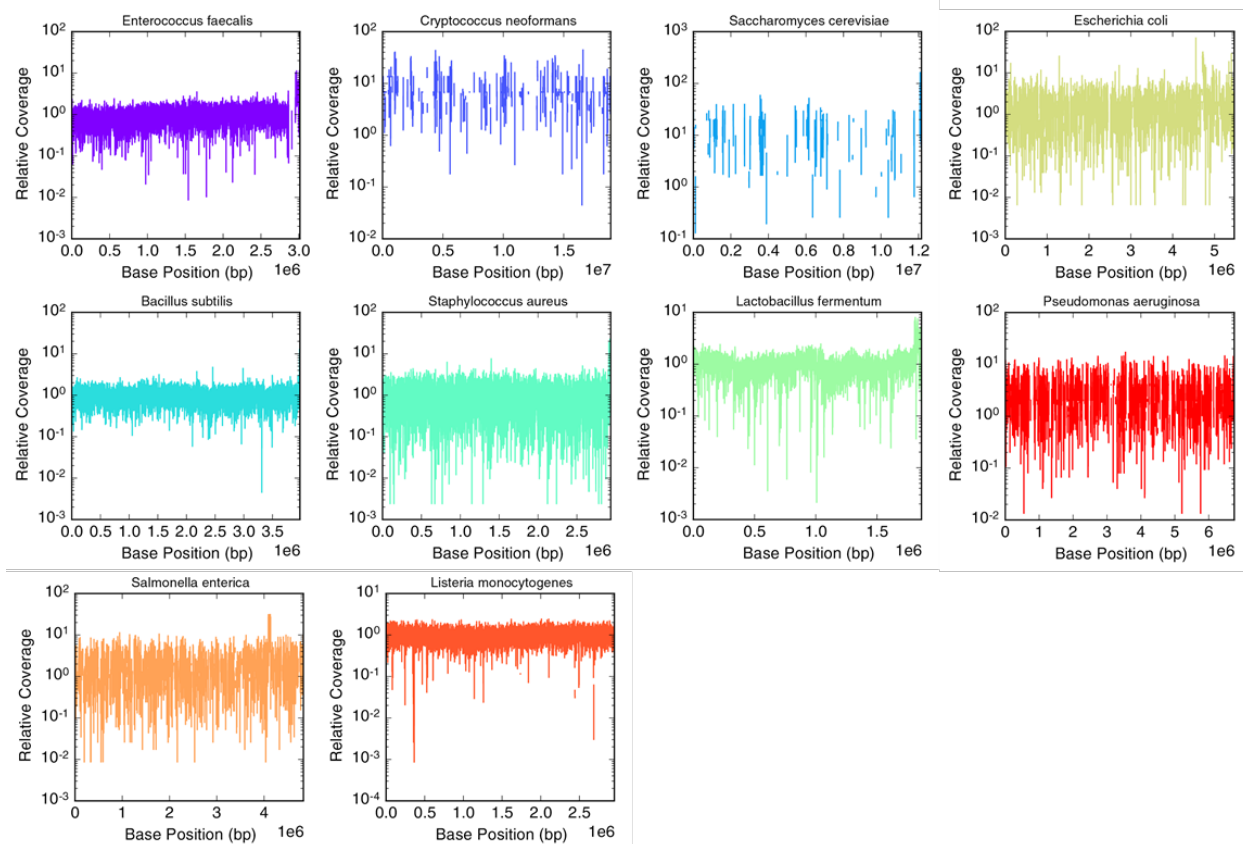 Enterococcus faecalis
Relative Coverage
10^2
10^1
10^0
10^-1
10^-2
10^-3
0.0 0.5 1.0 1.5 2.0 2.5 3.0
1e6
Base Position (bp)
Cryptococcus neoformans
Relative Coverage
10^2
10^1
10^0
10^-1
10^-2
0.0 0.5 1.0 1.5
1e7
Base Position (bp)
Saccharomyces cerevisiae
Relative Coverage
10^3
10^2
10^1
10^0
10^-1
0.0 0.2 0.4 0.6 0.8 1.0 1.2
1e7
Base Position (bp)
Escherichia coli
Relative Coverage
10^2
10^1
10^0
10^-1
10^-2
10^-3
0 1 2 3 4 5
1e6
Base Position (bp)
Bacillus subtilis
Relative Coverage
10^2
10^1
10^0
10^-1
10^-2
10^-3
0.0 0.5 1.0 1.5 2.0 2.5 3.0 3.5
1e6
Base Position (bp)
Staphylococcus aureus
Relative Coverage
10^2
10^1
10^0
10^-1
10^-2
10^-3
0.0 0.5 1.0 1.5 2.0 2.5
1e6
Base Position (bp)
Lactobacillus fermentum
Relative Coverage
10^1
10^0
10^-1
10^-2
10^-3
0.0 0.5 1.0 1.5
1e6
Base Position (bp)
Pseudomonas aeruginosa
Relative Coverage
10^2
10^1
10^0
10^-1
10^-2
0 1 2 3 4 5 6
1e6
Base Position (bp)
Salmonella enterica
Relative Coverage
10^2
10^1
10^0
10^-1
10^-2
10^-3
0 1 2 3 4
1e6
Base Position (bp)
Listeria monocytogenes
Relative Coverage
10^1
10^0
10^-1
10^-2
10^-3
10^-4
0.0 0.5 1.0 1.5 2.0 2.5
1e6
Base Position (bp)